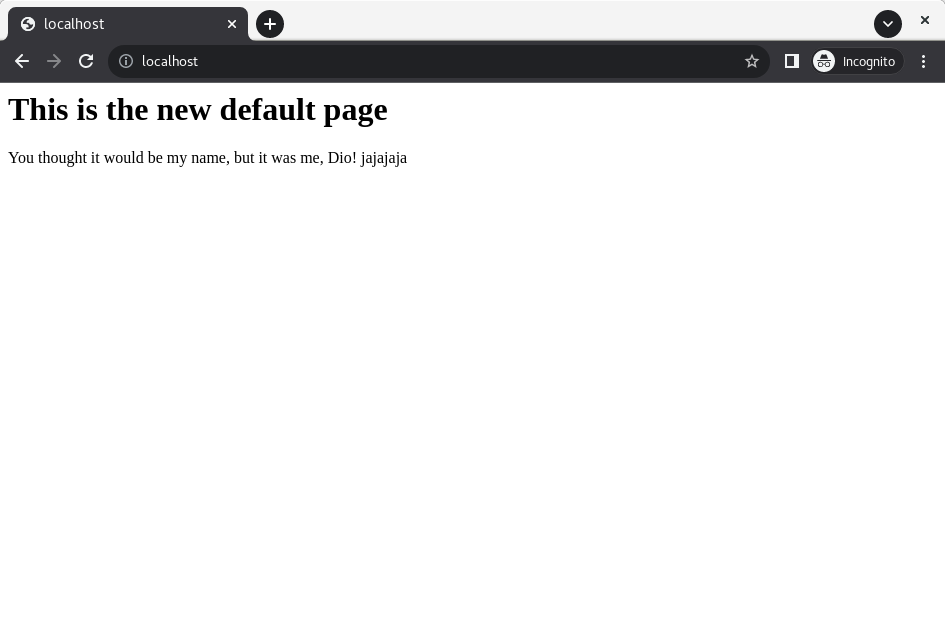 localhost
localhost
Incognito
This is the new default page
You thought it would be my name, but it was me, Dio! jajajaja